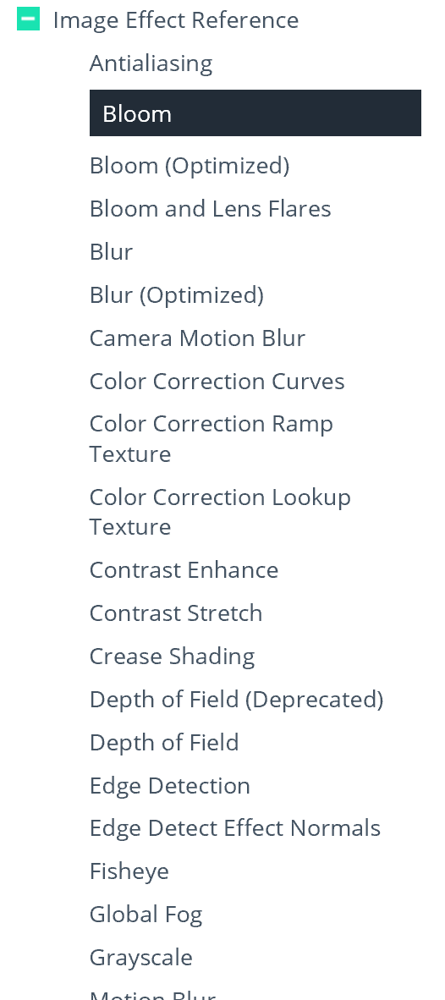 Image Effect Reference
Antialiasing
Bloom
Bloom (Optimized)
Bloom and Lens Flares
Blur
Blur (Optimized)
Camera Motion Blur
Color Correction Curves
Color Correction Ramp
Texture
Color Correction Lookup
Texture
Contrast Enhance
Contrast Stretch
Crease Shading
Depth of Field (Deprecated)
Depth of Field
Edge Detection
Edge Detect Effect Normals
Fisheye
Global Fog
Grayscale
Motion Blur